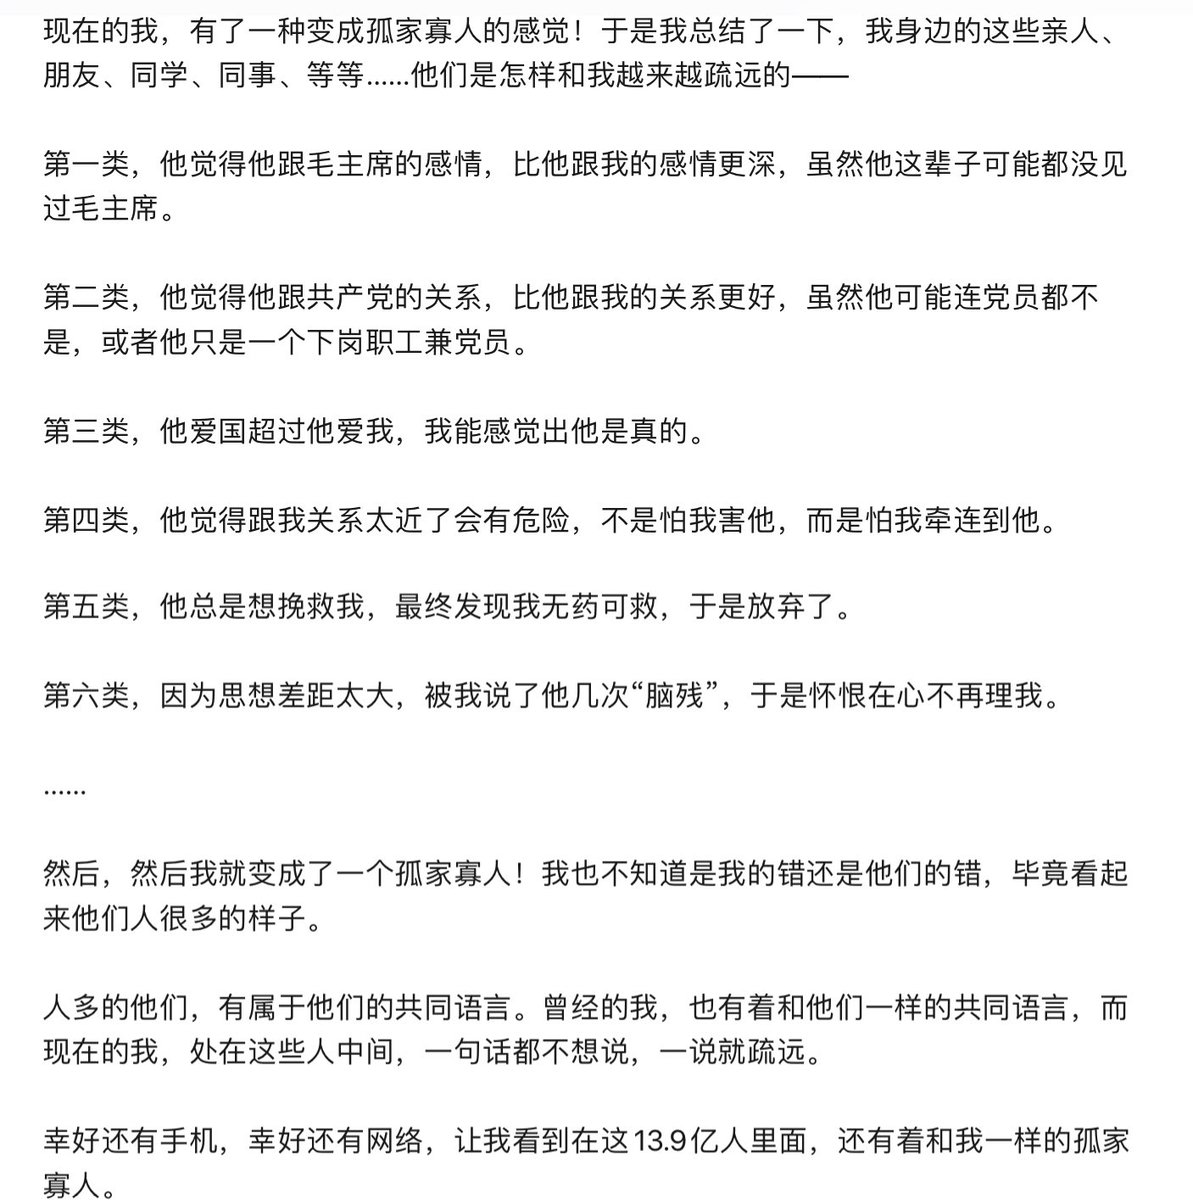 现在的我，有了一种变成孤家寡人的感觉！于是我总结了一下，我身边的这些亲人、
朋友、同学、同事、等等……他们是怎样和我越来越疏远的——
第一类，他觉得他跟毛主席的感情，比他跟我的感情更深，虽然他这辈子可能都没见
过毛主席。
第二类，他觉得他跟共产党的关系，比他跟我的关系更好，虽然他可能连党员都不
是，或者他只是一个下岗职工兼党员。
第三类，他爱国超过他爱我，我能感觉出他是真的。
第四类，他觉得跟我关系太近了会有危险，不是怕我害他，而是怕我牵连到他。
第五类，他总是想挽救我，最终发现我无药可救，于是放弃了。
第六类，因为思想差距太大，被我说了他几次“脑残”，于是怀恨在心不再理我。
……
然后，然后我就变成了一个孤家寡人！我也不知道是我的错还是他们的错，毕竟看起
来他们人很多的样子。
人多的他们，有属于他们的共同语言。曾经的我，也有着和他们一样的共同语言，而
现在的我，处在这些人中间，一句话都不想说，一说就疏远。
幸好还有手机，幸好还有网络，让我看到在这13.9亿人里面，还有着和我一样的孤家
寡人。